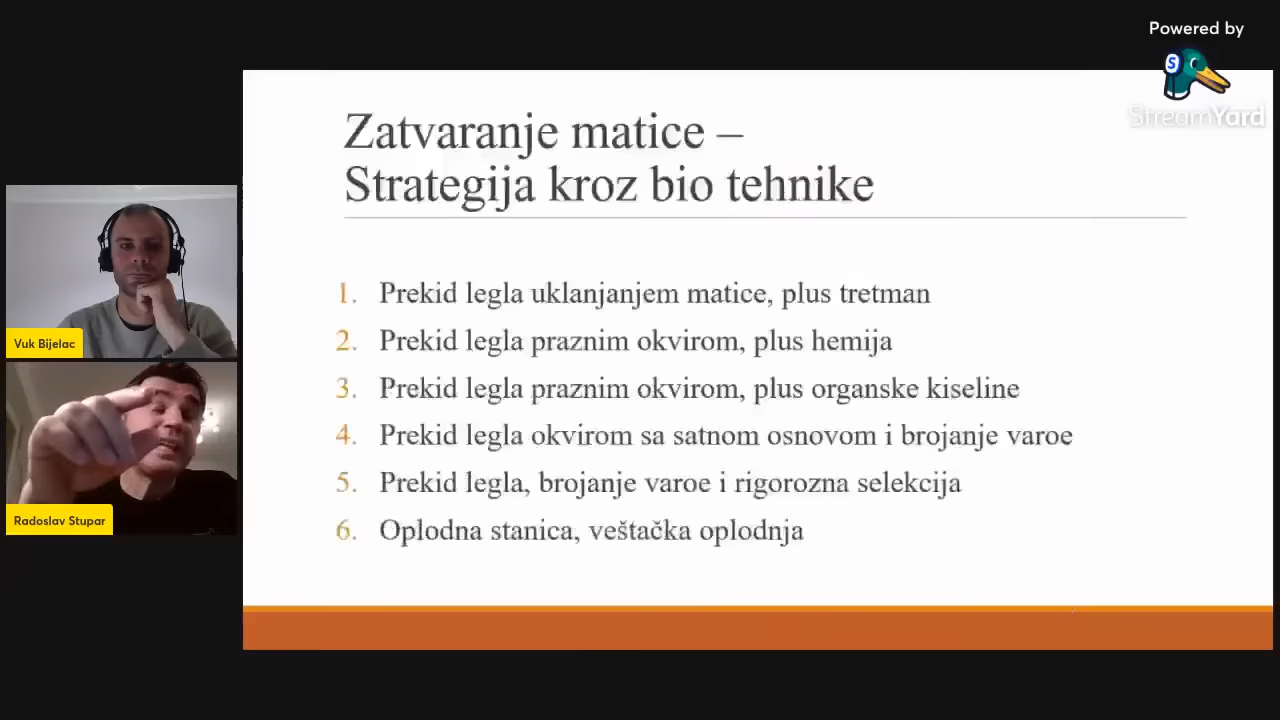 Powered by
S
StreamYard
Zatvaranje matice –
Strategija kroz bio tehnike
1. Prekid legla uklanjanjem matice, plus tretman
2. Prekid legla praznim okvirom, plus hemija
3. Prekid legla praznim okvirom, plus organske kiseline
4. Prekid legla okvirom sa satnom osnovom i brojanje varoe
5. Prekid legla, brojanje varoe i rigorozna selekcija
6. Oplodna stanica, veštačka oplodnja
Vuk Bijelac
Radoslav Stupar